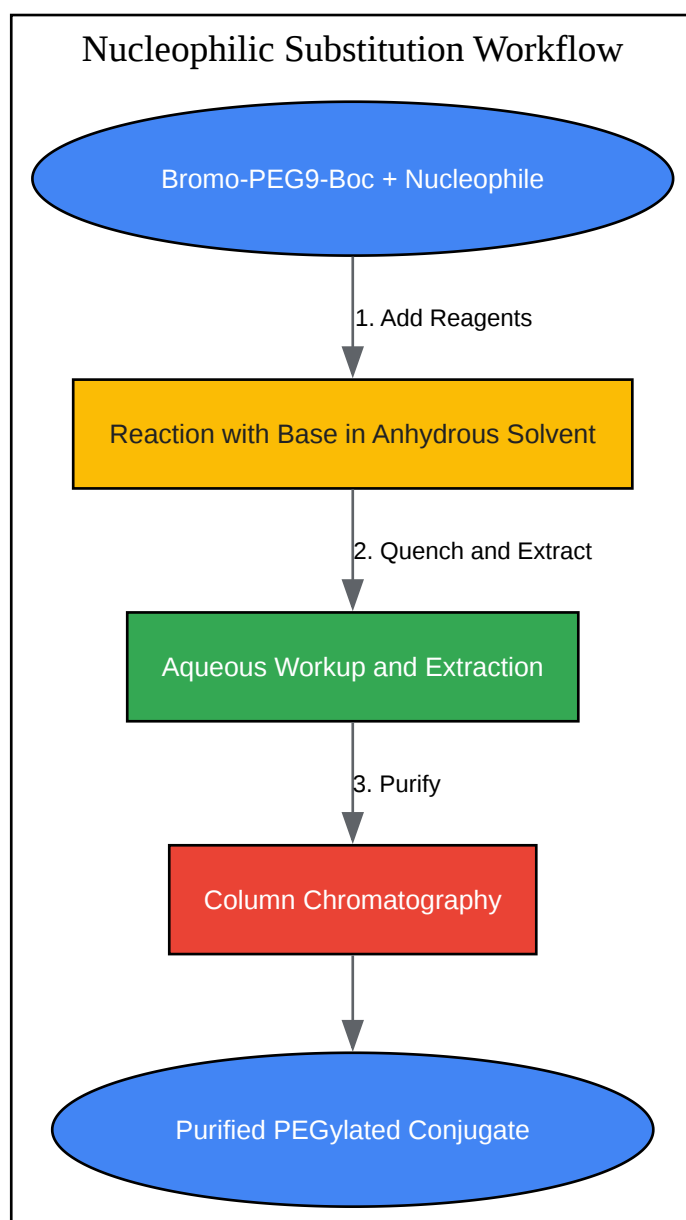 Nucleophilic Substitution Workflow
Bromo-PEG9-Boc + Nucleophile
1. Add Reagents
Reaction with Base in Anhydrous Solvent
2. Quench and Extract
Aqueous Workup and Extraction
3. Purify
Column Chromatography
Purified PEGylated Conjugate